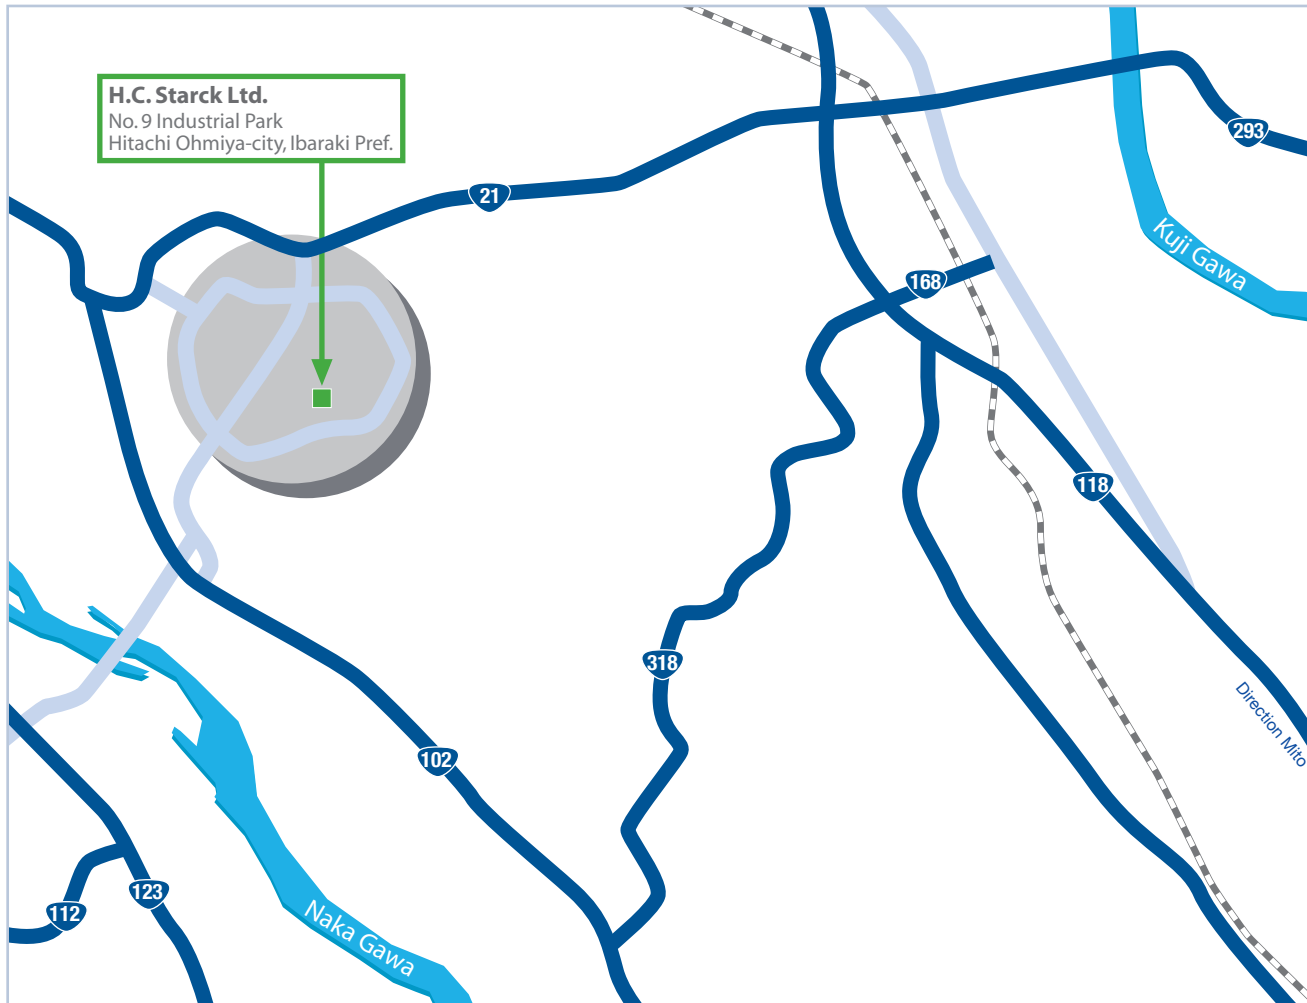 H.C. Starck Ltd.
No. 9 Industrial Park
Hitachi Ohmiya-city, Ibaraki Pref.
293
21
Kuji Gawa
168
118
318
Direction Mito
102
123
112
Naka Gawa